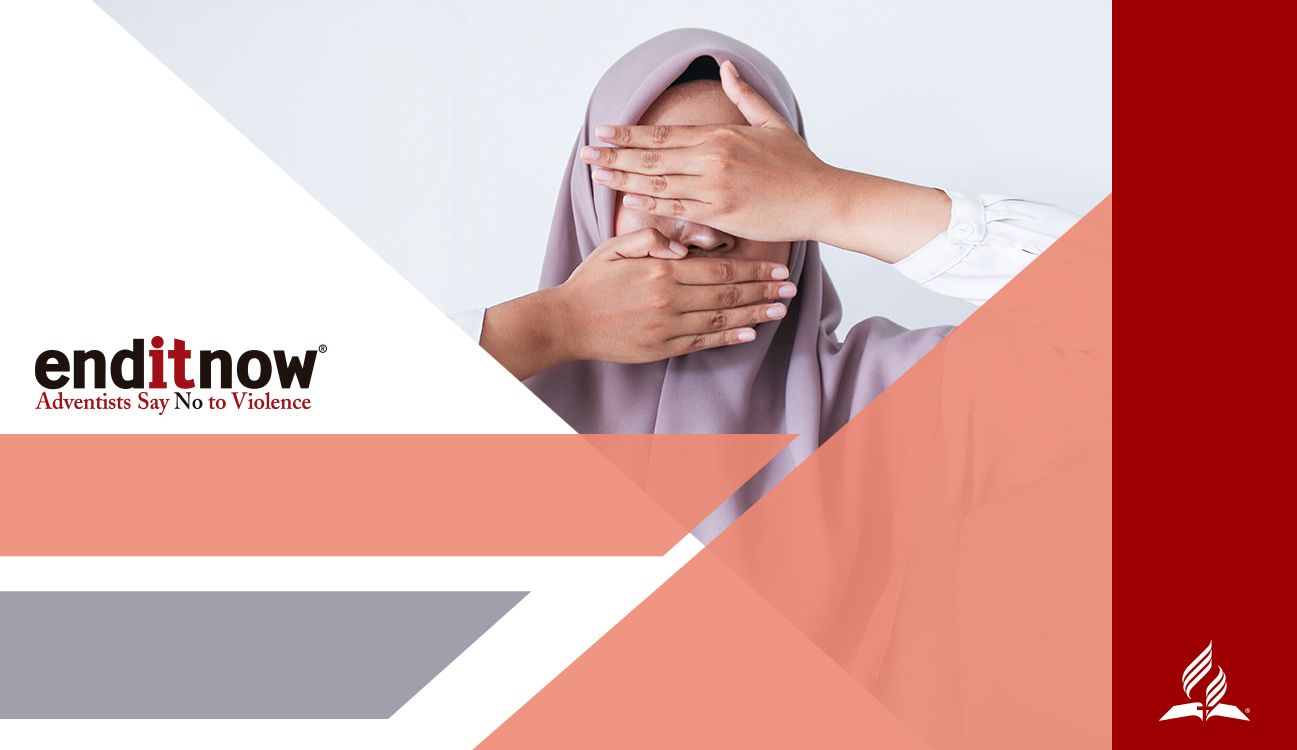 enditnow®
Adventists Say No to Violence
®